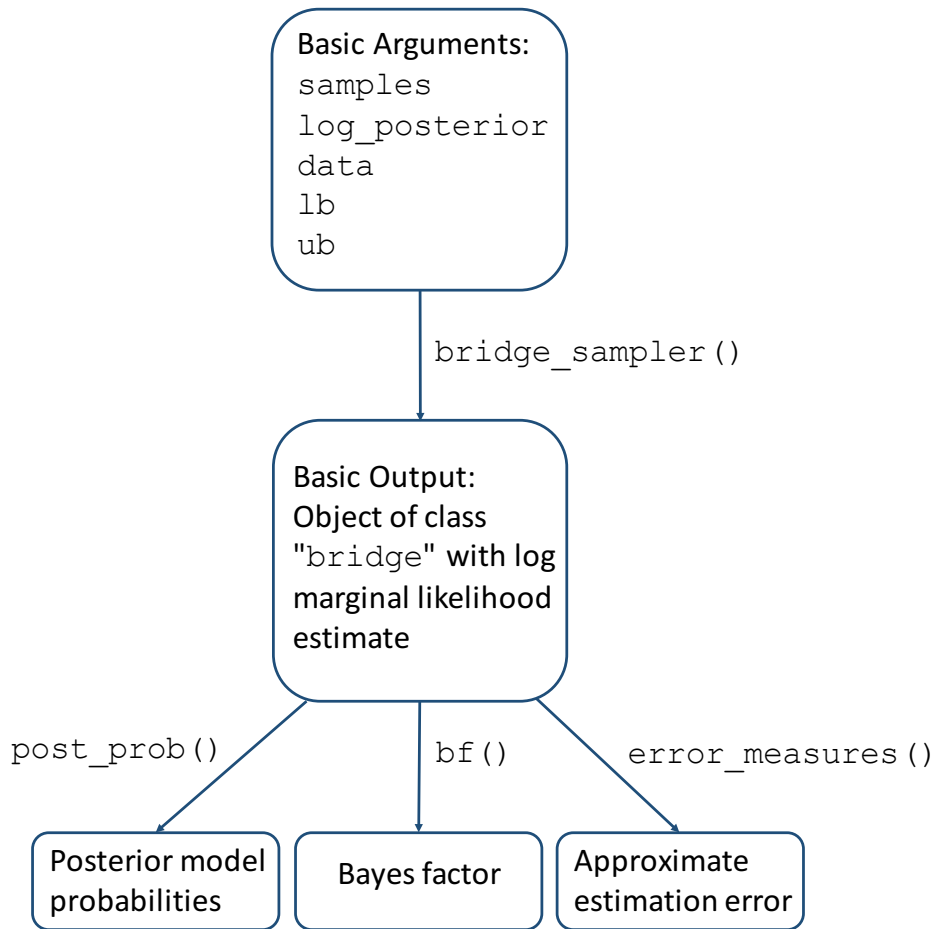 Basic Arguments:
samples
log_posterior
data
lb
ub
bridge_sampler()
Basic Output:
Object of class
"bridge" with log
marginal likelihood
estimate
post_prob()
bf()
error_measures()
Posterior model
probabilities
Bayes factor
Approximate
estimation error